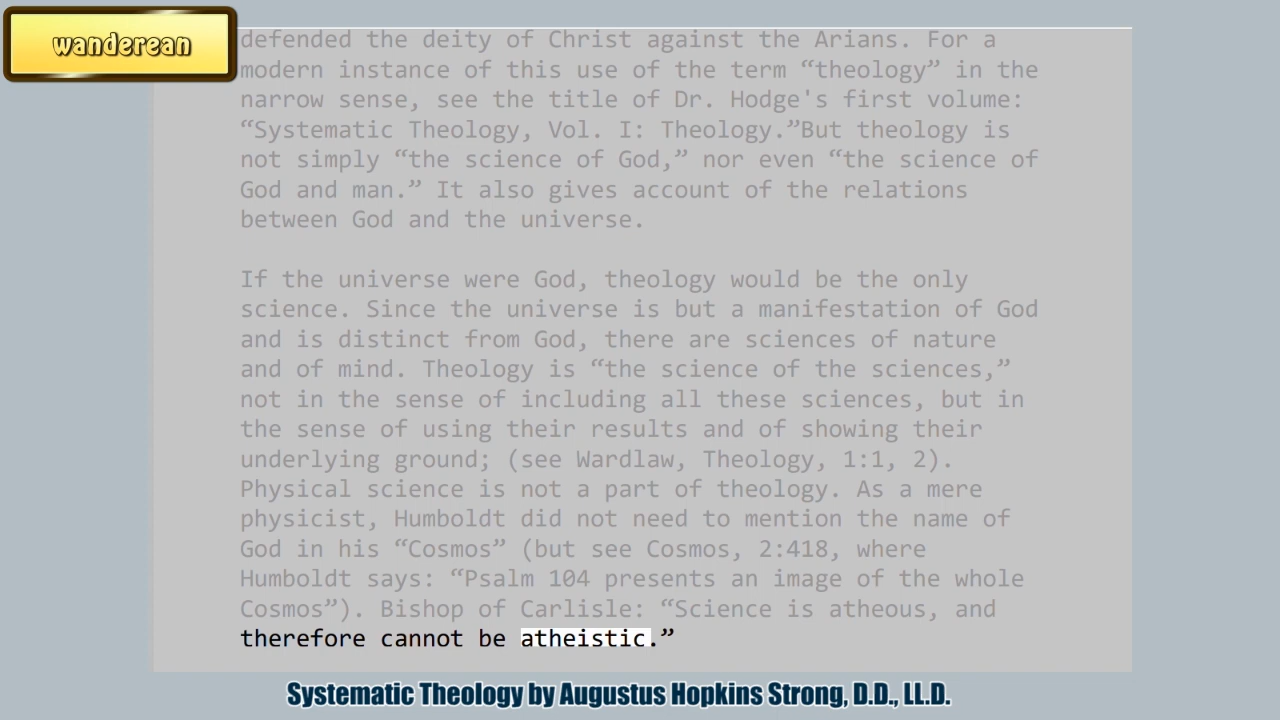 wanderean
defended the deity of Christ against the Arians. For a
modern instance of this use of the term “theology” in the
narrow sense, see the title of Dr. Hodge's first volume:
“Systematic Theology, Vol. I: Theology.”But theology is
not simply “the science of God,” nor even “the science of
God and man.” It also gives account of the relations
between God and the universe.
If the universe were God, theology would be the only
science. Since the universe is but a manifestation of God
and is distinct from God, there are sciences of nature
and of mind. Theology is “the science of the sciences,”
not in the sense of including all these sciences, but in
the sense of using their results and of showing their
underlying ground; (see Wardlaw, Theology, 1:1, 2).
Physical science is not a part of theology. As a mere
physicist, Humboldt did not need to mention the name of
God in his “Cosmos” (but see Cosmos, 2:418, where
Humboldt says: “Psalm 104 presents an image of the whole
Cosmos”). Bishop of Carlisle: “Science is atheous, and
therefore cannot be atheistic.”
Systematic Theology by Augustus Hopkins Strong, D.D., LL.D.